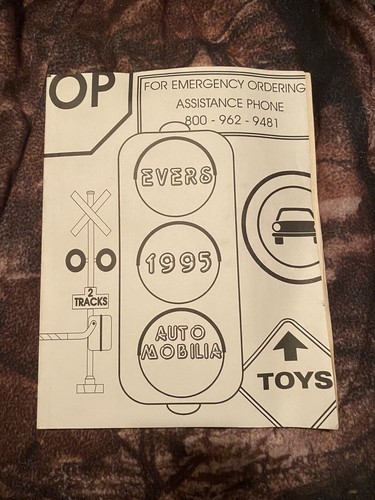 OP
FOR EMERGENCY ORDERING
ASSISTANCE PHONE
800 - 962 - 9481
EVERS
1995
AUTO
MOBILIA
2
TRACKS
TOYS